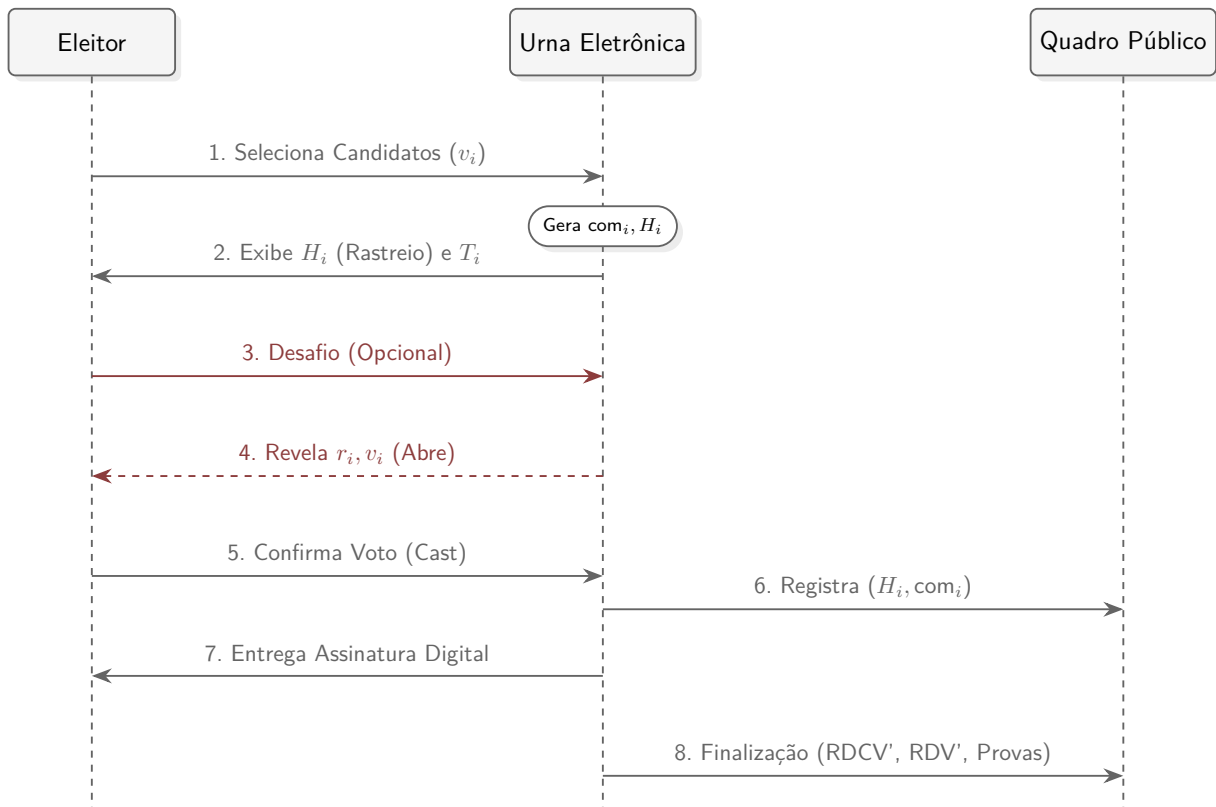 Eleitor
Urna Eletrônica
Quadro Público
1. Seleciona Candidatos (v_i)
Gera com_i, H_i
2. Exibe H_i (Rastreio) e T_i
3. Desafio (Opcional)
4. Revela r_i, v_i (Abre)
5. Confirma Voto (Cast)
6. Registra (H_i, com_i)
7. Entrega Assinatura Digital
8. Finalização (RDCV', RDV', Provas)